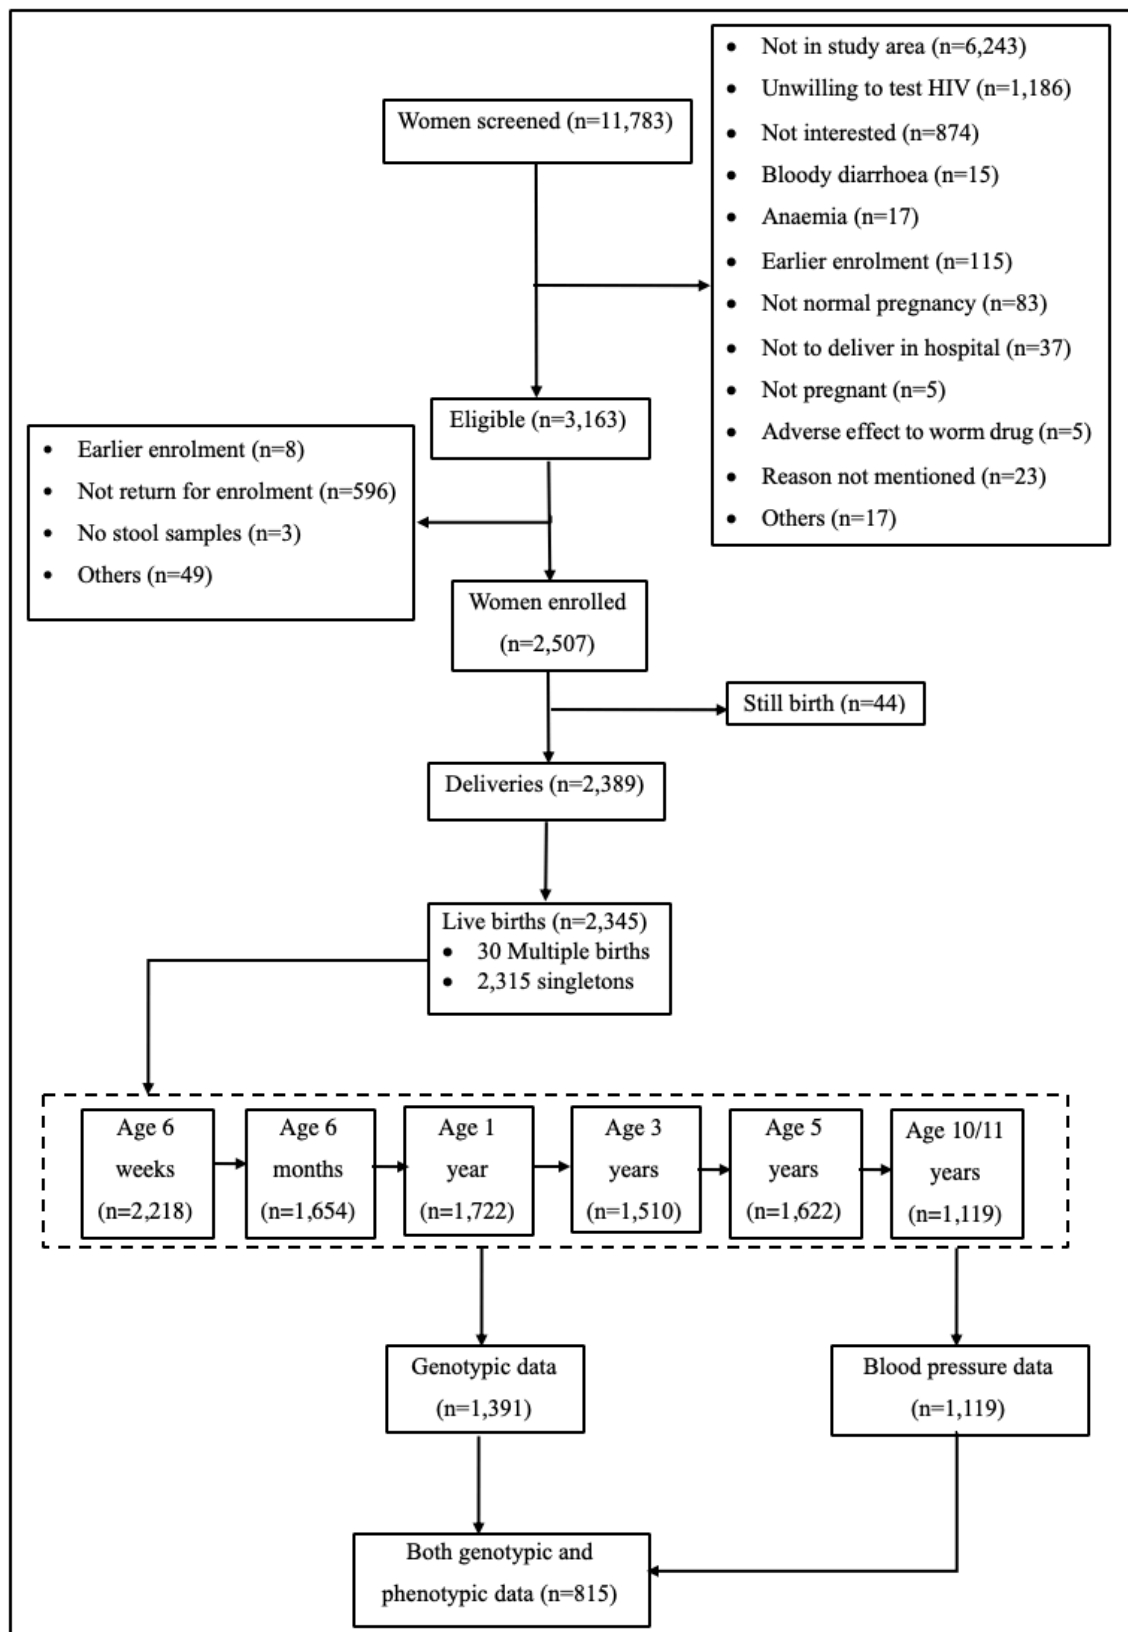 Women screened (n=11,783)
• Not in study area (n=6,243)
• Unwilling to test HIV (n=1,186)
• Not interested (n=874)
• Bloody diarrhoea (n=15)
• Anaemia (n=17)
• Earlier enrolment (n=115)
• Not normal pregnancy (n=83)
• Not to deliver in hospital (n=37)
• Not pregnant (n=5)
• Adverse effect to worm drug (n=5)
• Reason not mentioned (n=23)
• Others (n=17)
Eligible (n=3,163)
• Earlier enrolment (n=8)
• Not return for enrolment (n=596)
• No stool samples (n=3)
• Others (n=49)
Women enrolled
(n=2,507)
Still birth (n=44)
Deliveries (n=2,389)
Live births (n=2,345)
• 30 Multiple births
• 2,315 singletons
Age 6
weeks
(n=2,218)
Age 6
months
(n=1,654)
Age 1
year
(n=1,722)
Age 3
years
(n=1,510)
Age 5
years
(n=1,622)
Age 10/11
years
(n=1,119)
Genotypic data
(n=1,391)
Blood pressure data
(n=1,119)
Both genotypic and
phenotypic data (n=815)